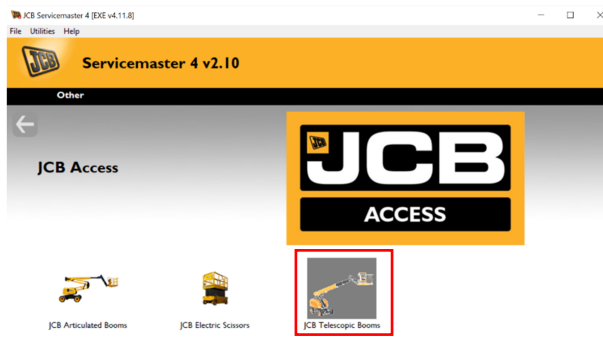 JCB Servicemaster 4 [EXE v4.11.8]
File Utilities Help
JCB Servicemaster 4 v2.10
Other
JCB Access
JCB
JCB
ACCESS
JCB Articulated Booms
JCB Electric Scissors
JCB Telescopic Booms